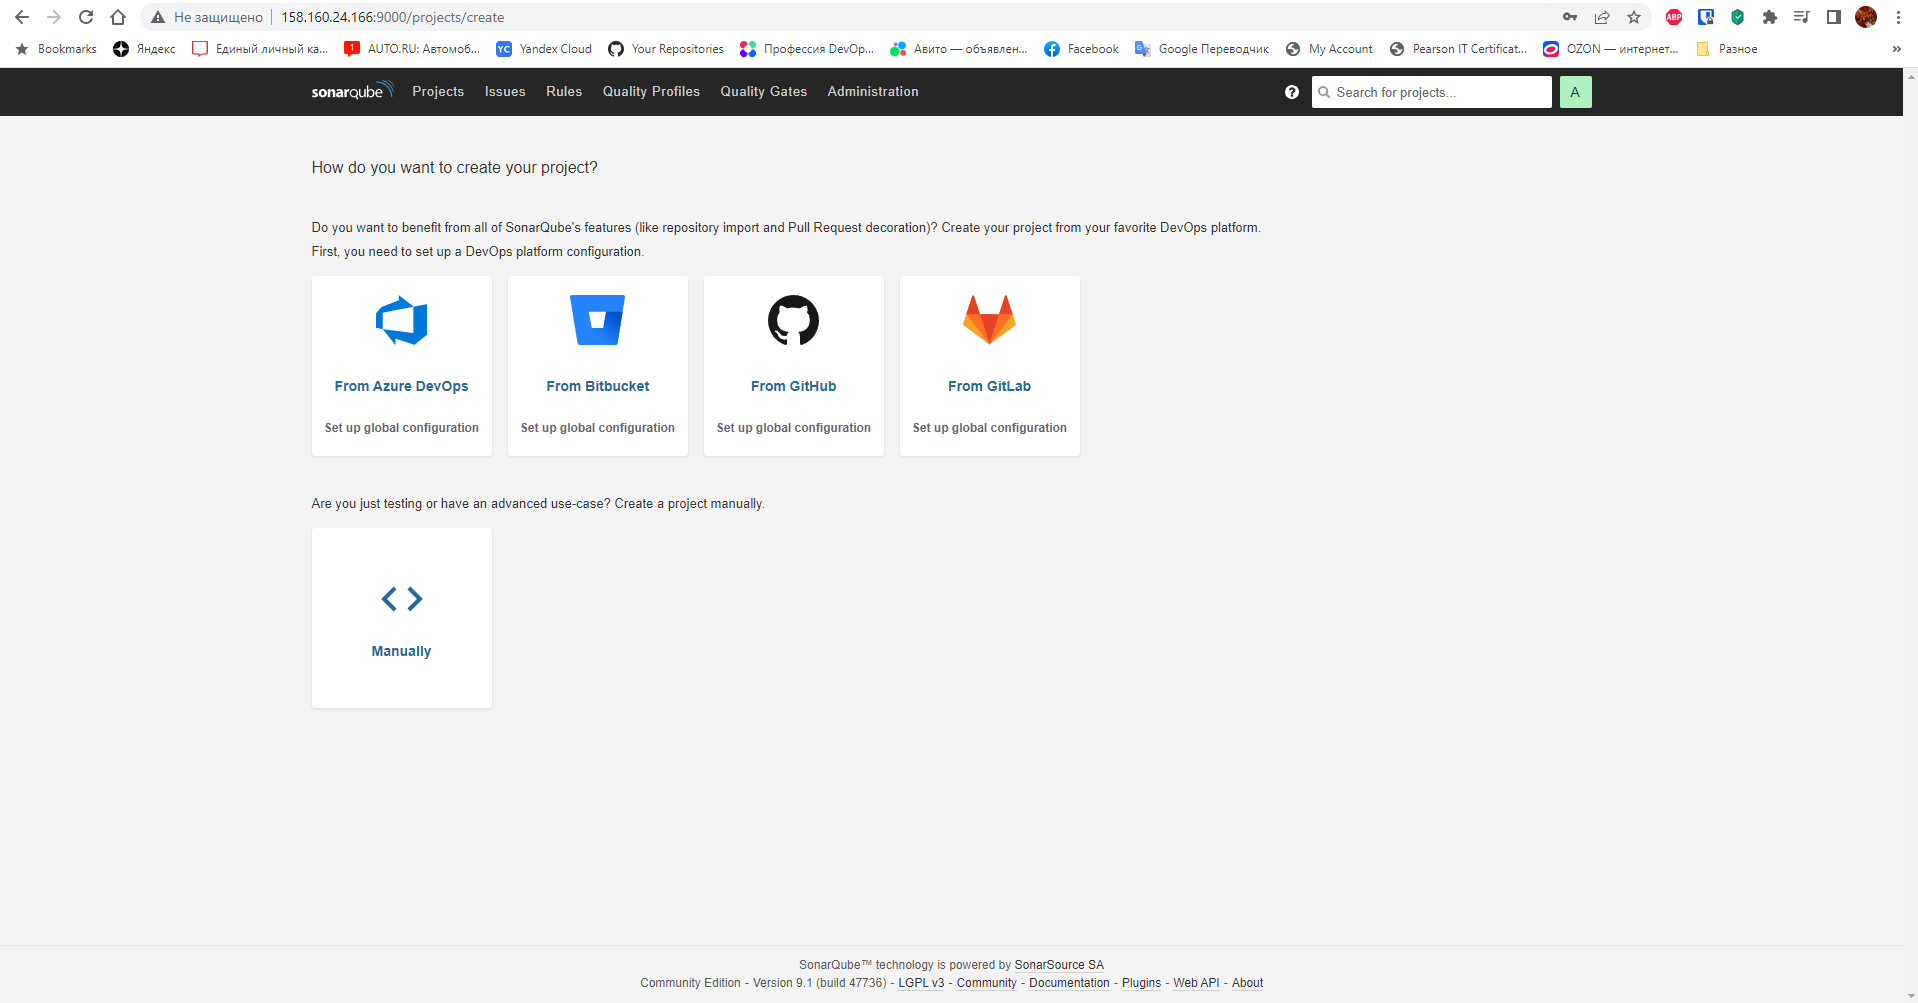 Не защищено 158.160.24.166:9000/projects/create
Bookmarks Яндекс Единый личный ка... AUTO.RU: Автомоб... Yandex Cloud Your Repositories Профессия DevOp... Авито — объявлен... Facebook Google Переводчик My Account Pearson IT Certificat... OZON — интернет... Разное »
sonarqube Projects Issues Rules Quality Profiles Quality Gates Administration ? Search for projects... A
How do you want to create your project?
Do you want to benefit from all of SonarQube's features (like repository import and Pull Request decoration)? Create your project from your favorite DevOps platform.
First, you need to set up a DevOps platform configuration.
From Azure DevOps From Bitbucket From GitHub From GitLab
Set up global configuration Set up global configuration Set up global configuration Set up global configuration
Are you just testing or have an advanced use-case? Create a project manually.
Manually
SonarQube™ technology is powered by SonarSource SA
Community Edition - Version 9.1 (build 47736) - LGPL v3 - Community - Documentation - Plugins - Web API - About